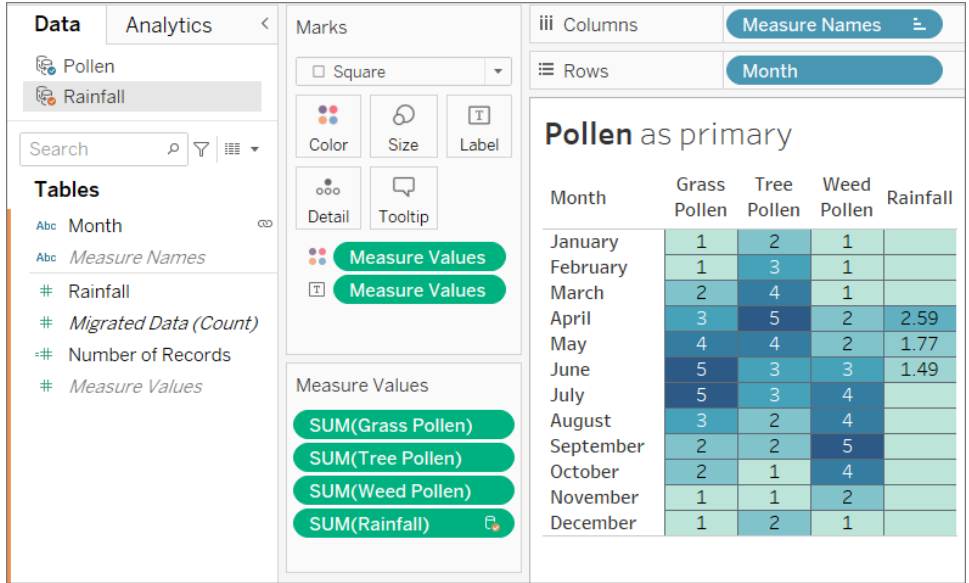 Data Analytics
Pollen
Rainfall
Search
Tables
Abc Month
Abc Measure Names
# Rainfall
# Migrated Data (Count)
=# Number of Records
# Measure Values
Marks
Square
Color Size Label
Detail Tooltip
Measure Values
T Measure Values
Measure Values
SUM(Grass Pollen)
SUM(Tree Pollen)
SUM(Weed Pollen)
SUM(Rainfall)
iii Columns Measure Names
Rows Month
Pollen as primary
Month Grass Pollen Tree Pollen Weed Pollen Rainfall
January 1 2 1
February 1 3 1
March 2 4 1
April 3 5 2 2.59
May 4 4 2 1.77
June 5 3 3 1.49
July 5 3 4
August 3 2 4
September 2 2 5
October 2 1 4
November 1 1 2
December 1 2 1